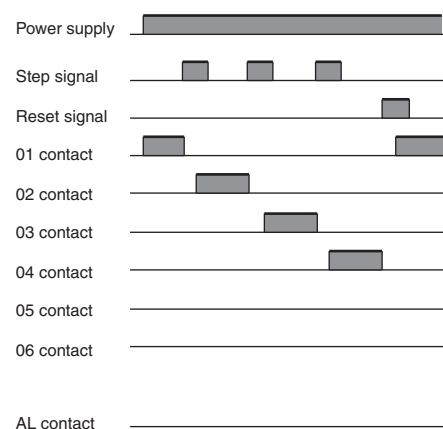 Power supply
Step signal
Reset signal
01 contact
02 contact
03 contact
04 contact
05 contact
06 contact
AL contact